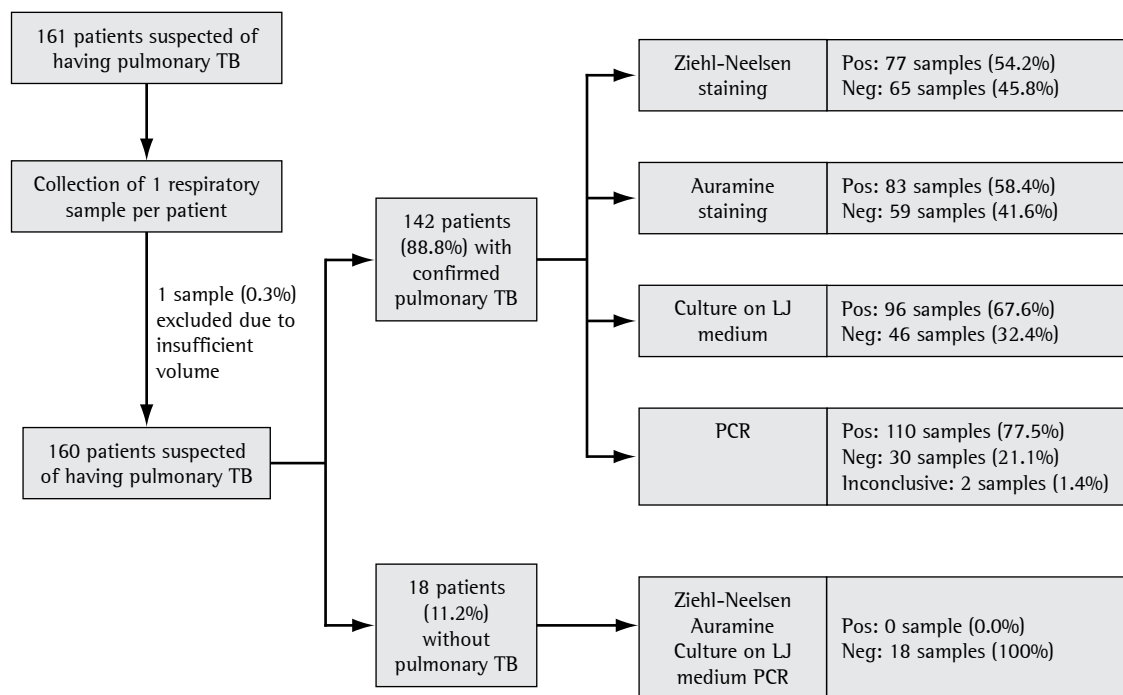 161 patients suspected of
having pulmonary TB
Collection of 1 respiratory
sample per patient
1 sample (0.3%)
excluded due to
insufficient
volume
160 patients suspected
of having pulmonary TB
142 patients
(88.8%) with
confirmed
pulmonary TB
Ziehl-Neelsen
staining
Pos: 77 samples (54.2%)
Neg: 65 samples (45.8%)
Auramine
staining
Pos: 83 samples (58.4%)
Neg: 59 samples (41.6%)
Culture on LJ
medium
Pos: 96 samples (67.6%)
Neg: 46 samples (32.4%)
PCR
Pos: 110 samples (77.5%)
Neg: 30 samples (21.1%)
Inconclusive: 2 samples (1.4%)
18 patients
(11.2%)
without
pulmonary TB
Ziehl-Neelsen
Auramine
Culture on LJ
medium PCR
Pos: 0 sample (0.0%)
Neg: 18 samples (100%)